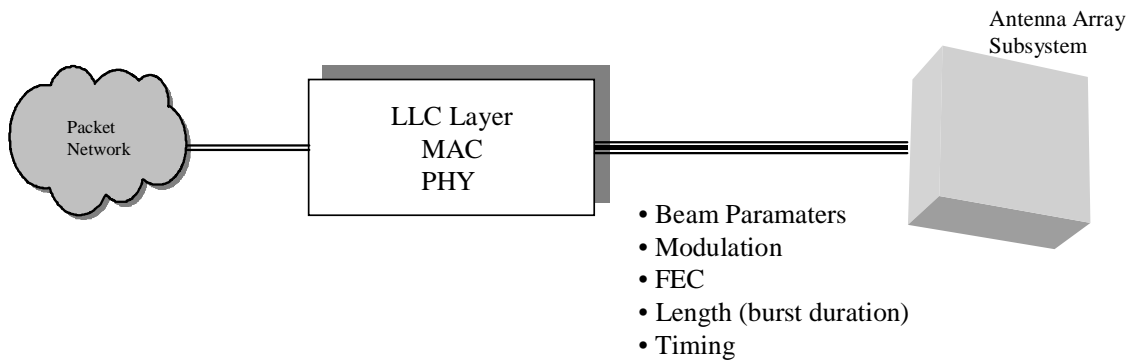 Antenna Array
Subsystem
Packet
Network
LLC Layer
MAC
PHY
• Beam Paramaters
• Modulation
• FEC
• Length (burst duration)
• Timing